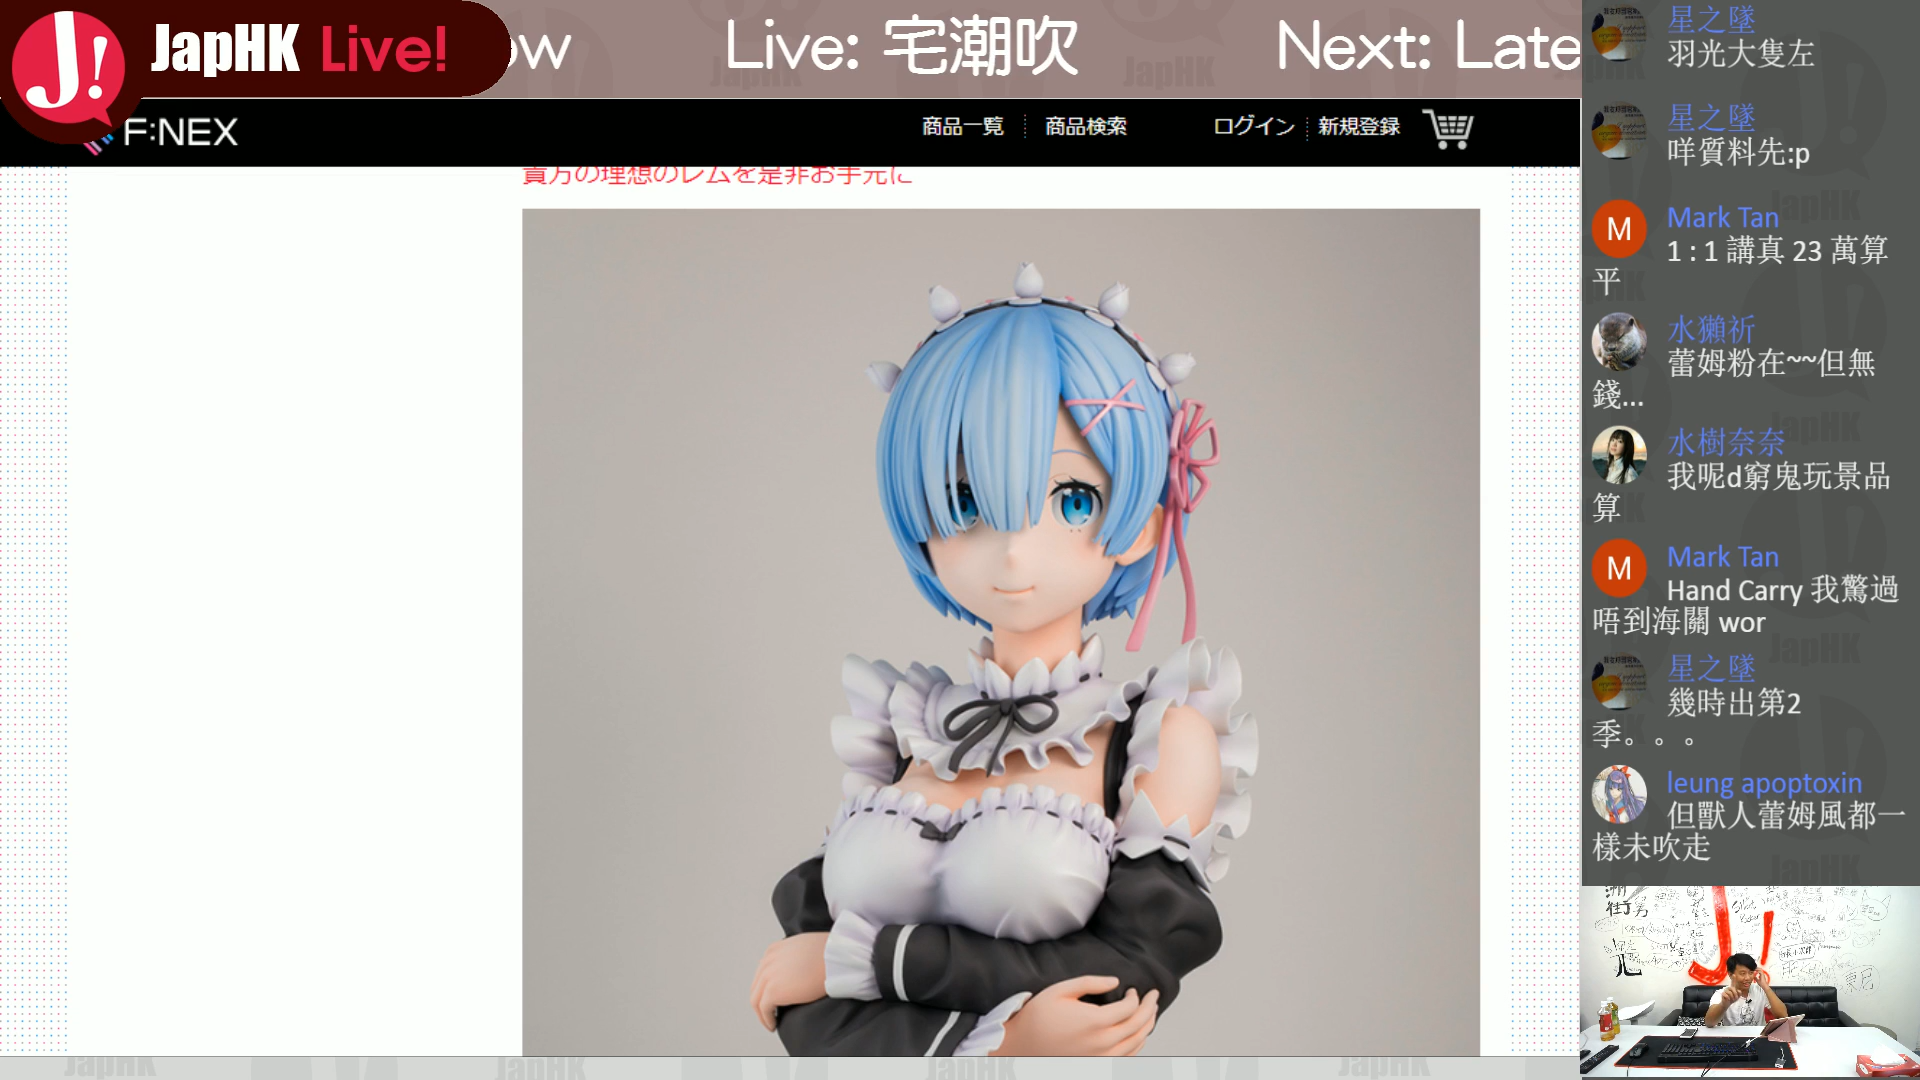 JapHK Live!
ow
Live: 宅潮吹
Next: Late
F:NEX
商品一覧
商品検索
ログイン
新規登録
貴方の理想のレムを是非お手元に
星之墜
羽光大隻左
星之墜
咩質料先:p
Mark Tan
1 : 1 講真 23 萬算
平
水獺祈
蕾姆粉在~~但無
錢...
水樹奈奈
我呢d窮鬼玩景品
算
Mark Tan
Hand Carry 我驚過
唔到海關 wor
星之墜
幾時出第2
季。。。
leung apoptoxin
但獸人蕾姆風都一
樣未吹走